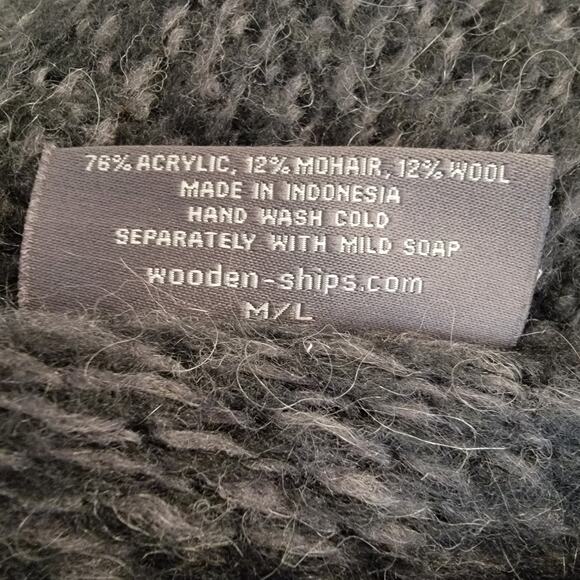 76% ACRYLIC, 12% MOHAIR, 12% WOOL
MADE IN INDONESIA
HAND WASH COLD
SEPARATELY WITH MILD SOAP
wooden-ships.com
M/L